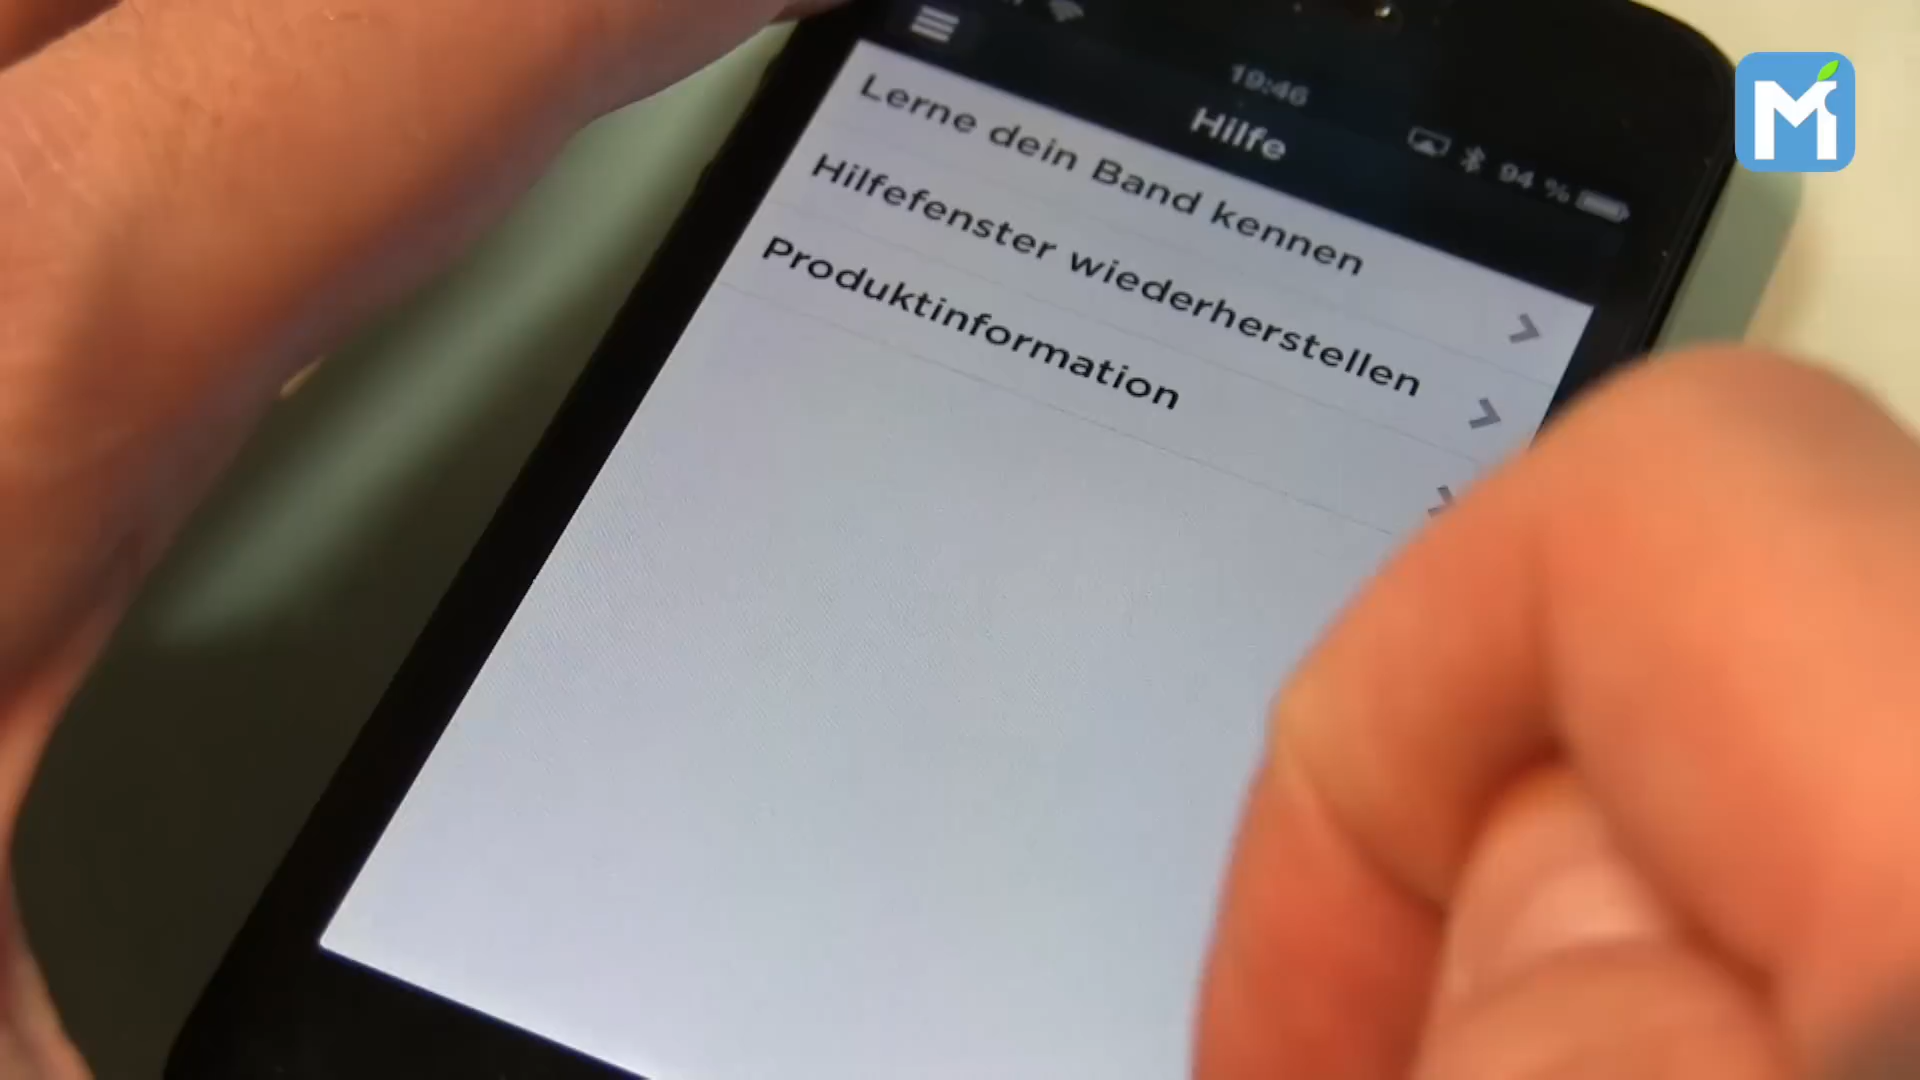 19:46
94 %
Hilfe
Lerne dein Band kennen
Hilfefenster wiederherstellen
Produktinformation
M